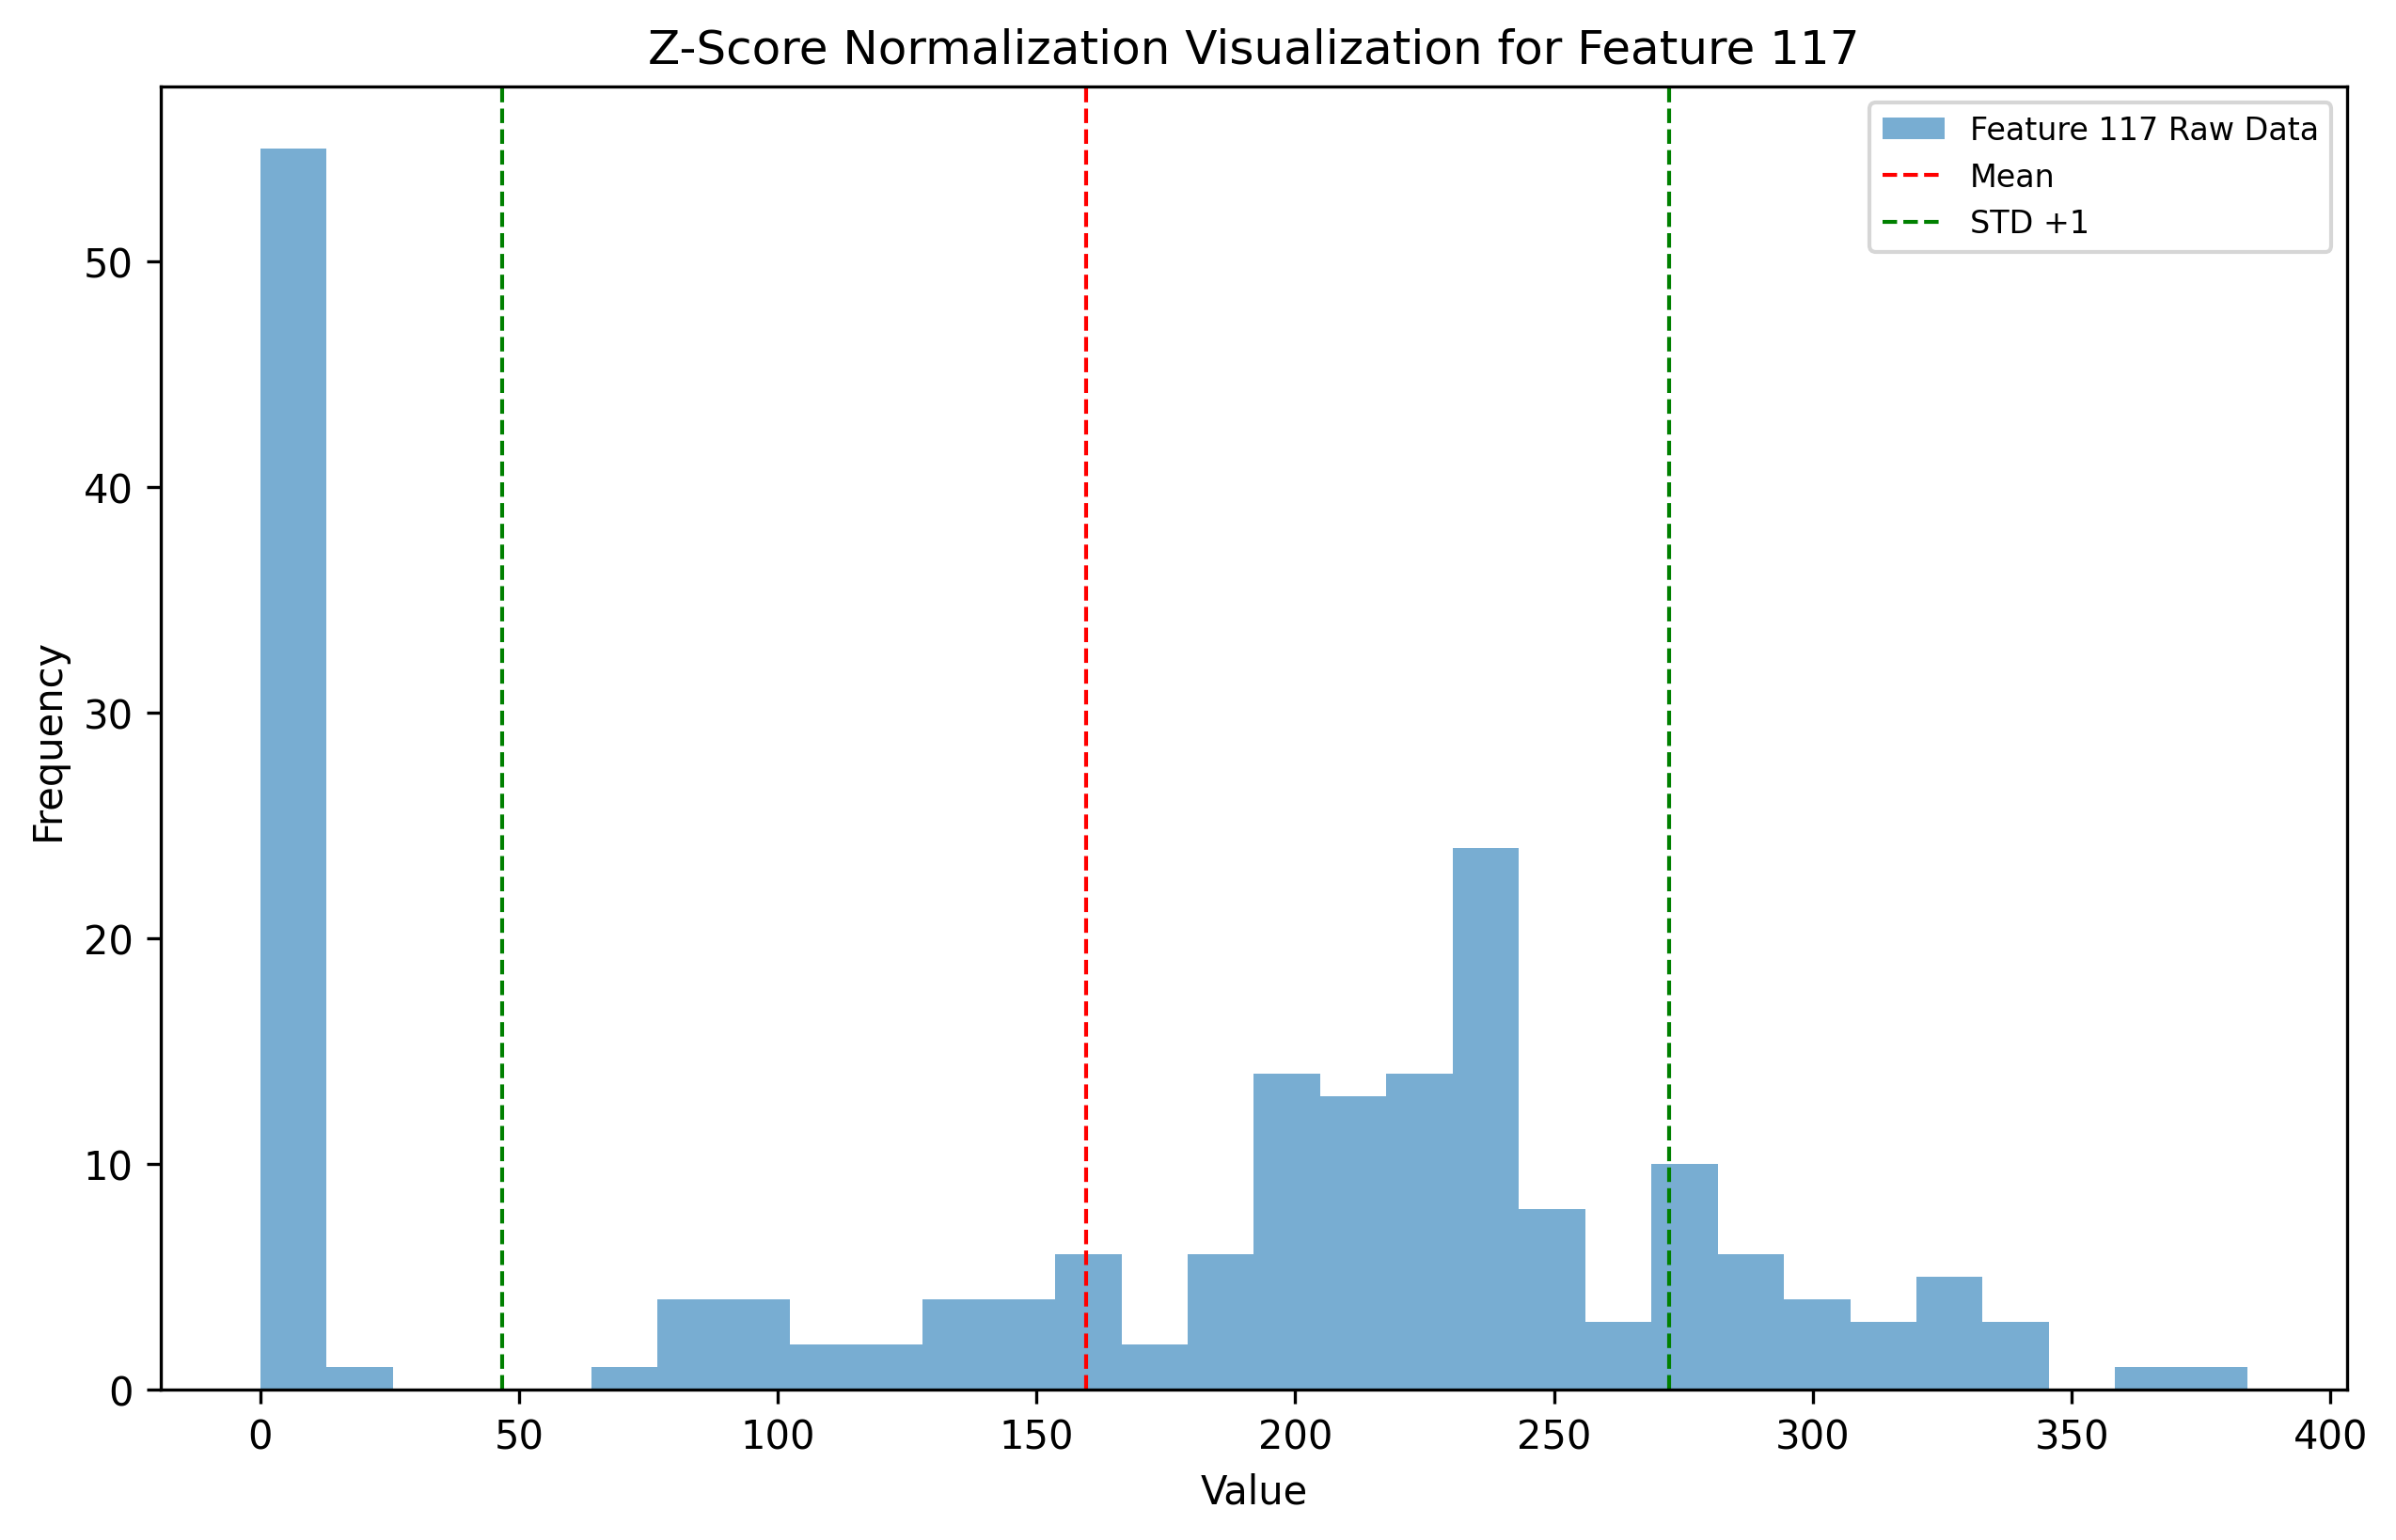 Z-Score Normalization Visualization for Feature 117
Feature 117 Raw Data
Mean
STD +1
50
40
30
20
10
0
Frequency
0 50 100 150 200 250 300 350 400
Value